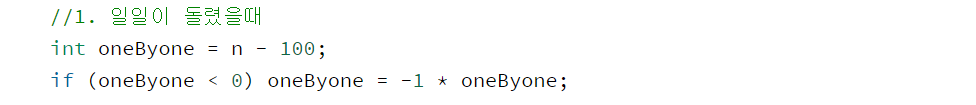 //1. 일일이 돌렸을때
int oneByone = n - 100;
if (oneByone < 0) oneByone = -1 * oneByone;